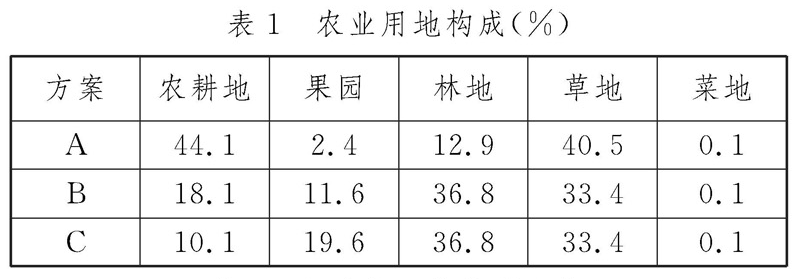 表1 农业用地构成(%)
方案 农耕地 果园 林地 草地 菜地
A 44.1 2.4 12.9 40.5 0.1
B 18.1 11.6 36.8 33.4 0.1
C 10.1 19.6 36.8 33.4 0.1